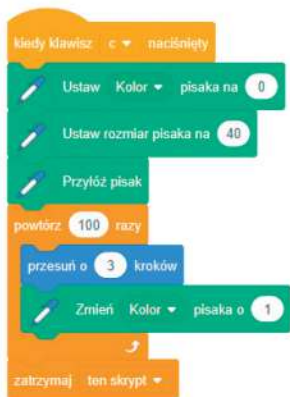 kiedy klawisz c naciśnięty
Ustaw Kolor pisaka na 0
Ustaw rozmiar pisaka na 40
Przyłóż pisak
powtórz 100 razy
przesuń o 3 kroków
Zmień Kolor pisaka o 1
zatrzymaj ten skrypt